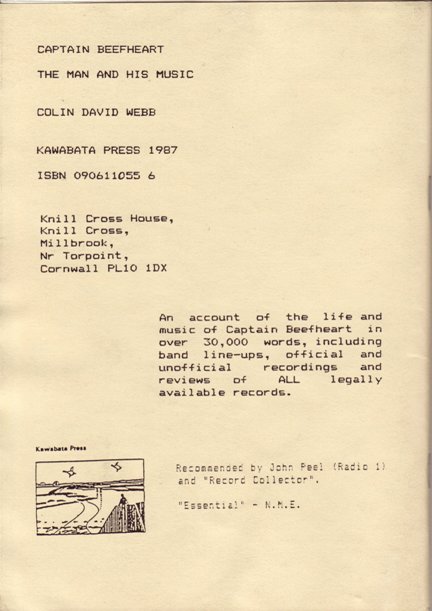 CAPTAIN BEEFHEART
THE MAN AND HIS MUSIC
COLIN DAVID WEBB
KAWABATA PRESS 1987
ISBN 090611055 6
Knill Cross House,
Knill Cross,
Millbrook,
Nr Torpoint,
Cornwall PL10 1DX
An account of the life and
music of Captain Beefheart in
over 30,000 words, including
band line-ups, official and
unofficial recordings and
reviews of ALL legally
available records.
Kawabata Press
Recommended by John Peel (Radio 1)
and "Record Collector".
"Essential" - N.M.E.